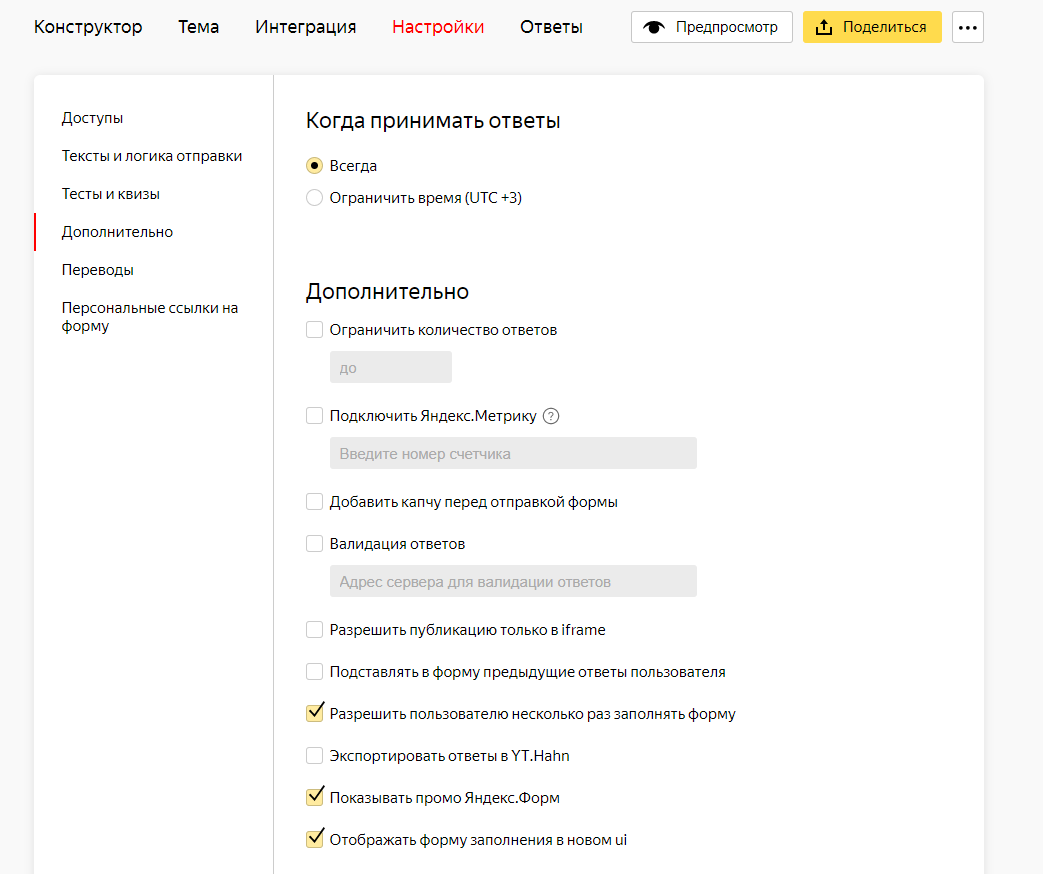 Конструктор Тема Интеграция Настройки Ответы Предпросмотр Поделиться
Доступы
Тексты и логика отправки
Тесты и квизы
Дополнительно
Переводы
Персональные ссылки на
форму
Когда принимать ответы
Всегда
Ограничить время (UTC +3)
Дополнительно
Ограничить количество ответов
до
Подключить Яндекс.Метрику ?
Введите номер счетчика
Добавить капчу перед отправкой формы
Валидация ответов
Адрес сервера для валидации ответов
Разрешить публикацию только в iframe
Подставлять в форму предыдущие ответы пользователя
Разрешить пользователю несколько раз заполнять форму
Экспортировать ответы в YT.Hahn
Показывать промо Яндекс.Форм
Отображать форму заполнения в новом ui